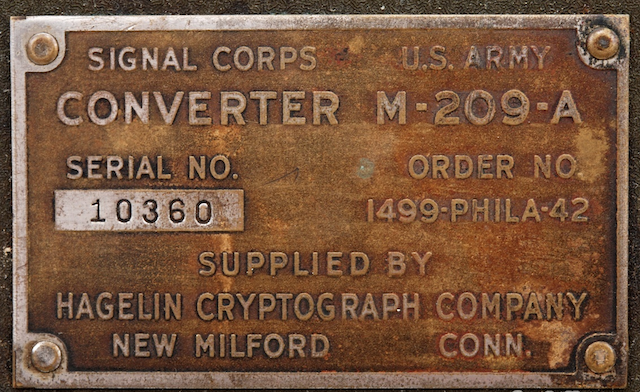 SIGNAL CORPS U.S. ARMY
CONVERTER M-209-A
SERIAL NO. ORDER NO.
10360 1499-PHILA-42
SUPPLIED BY
HAGELIN CRYPTOGRAPH COMPANY
NEW MILFORD CONN.